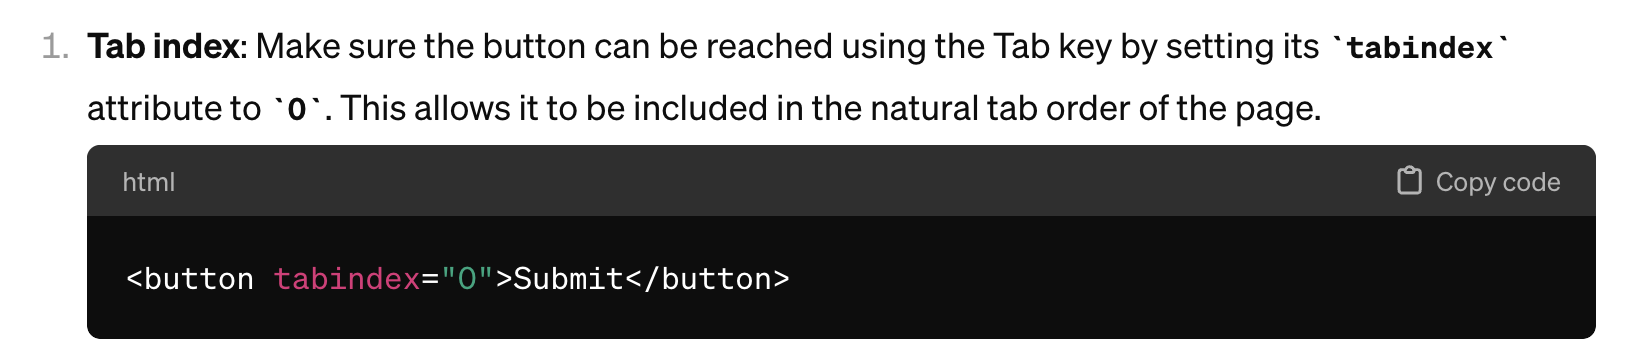 1. Tab index: Make sure the button can be reached using the Tab key by setting its `tabindex`
attribute to `0`. This allows it to be included in the natural tab order of the page.
html Copy code
<button tabindex="0">Submit</button>